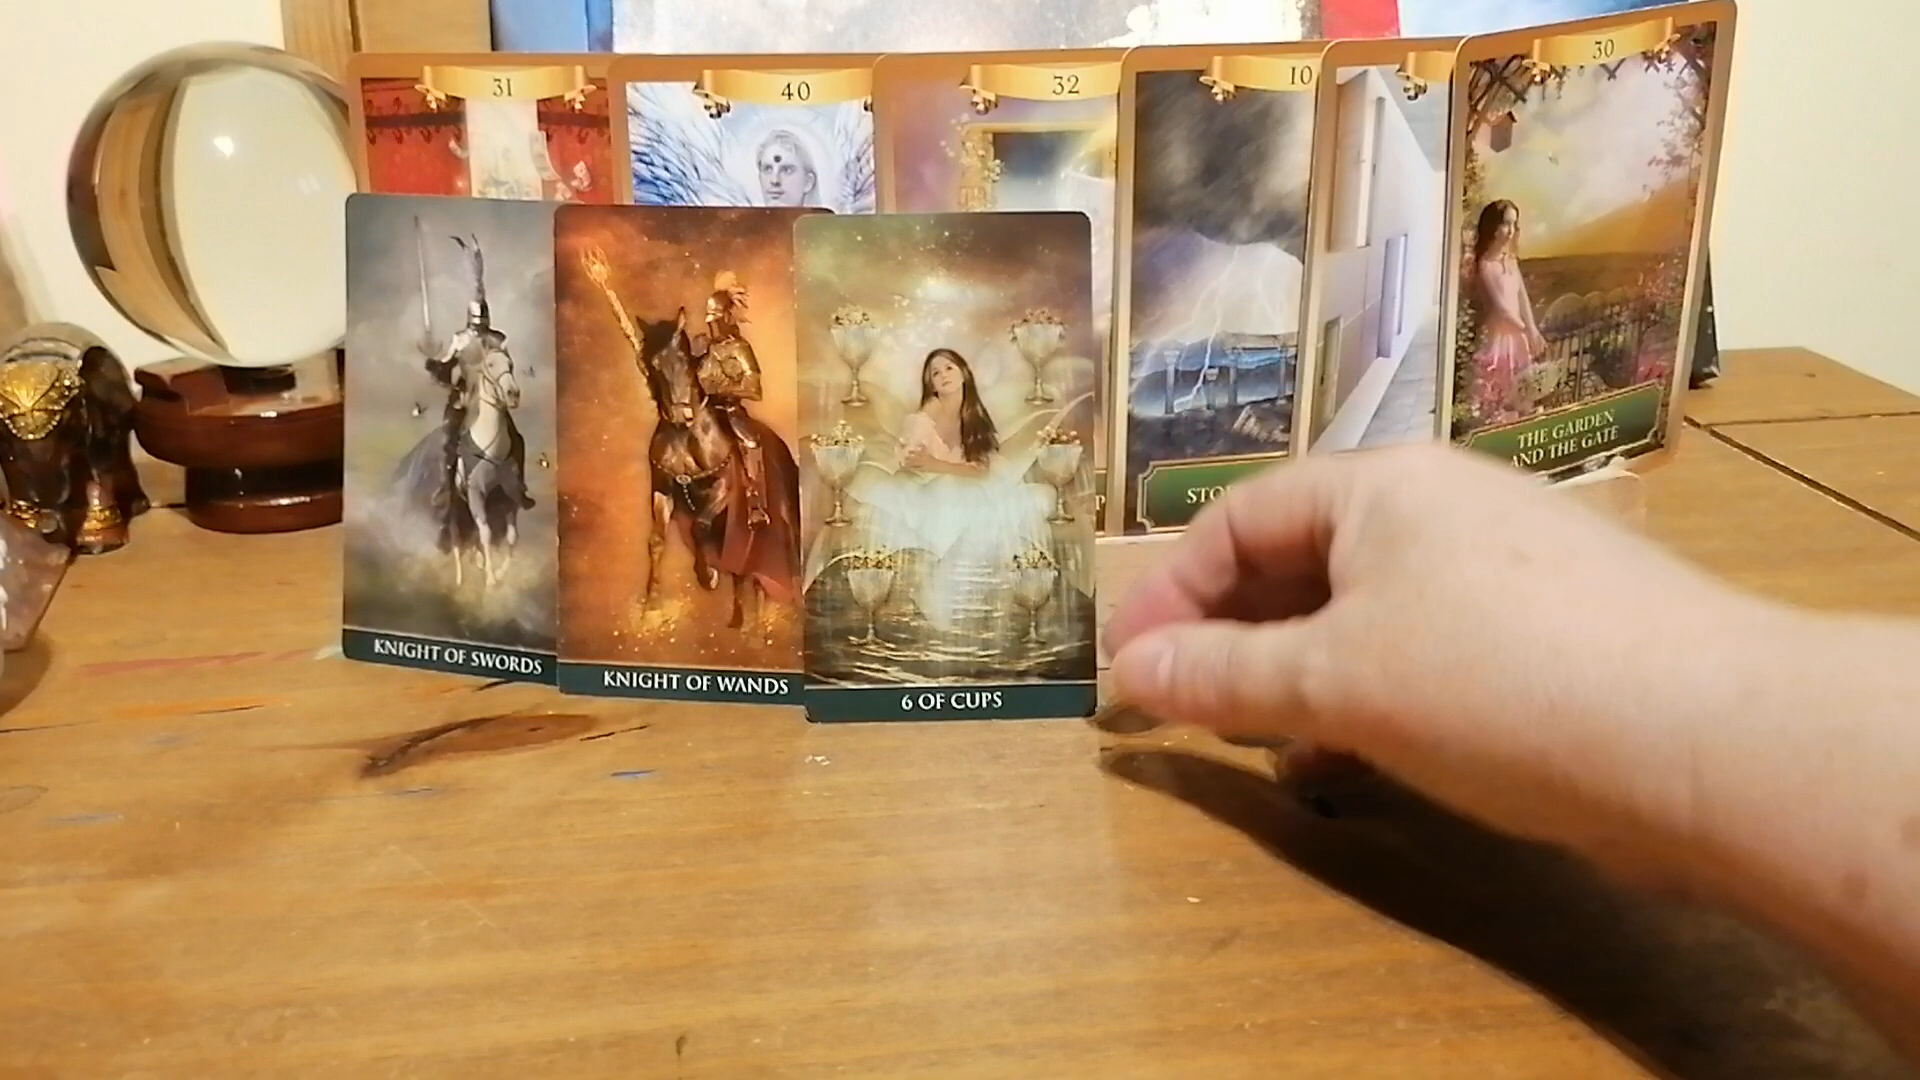 31
40
32
10
30
THE GARDEN
AND THE GATE
KNIGHT OF SWORDS
KNIGHT OF WANDS
6 OF CUPS